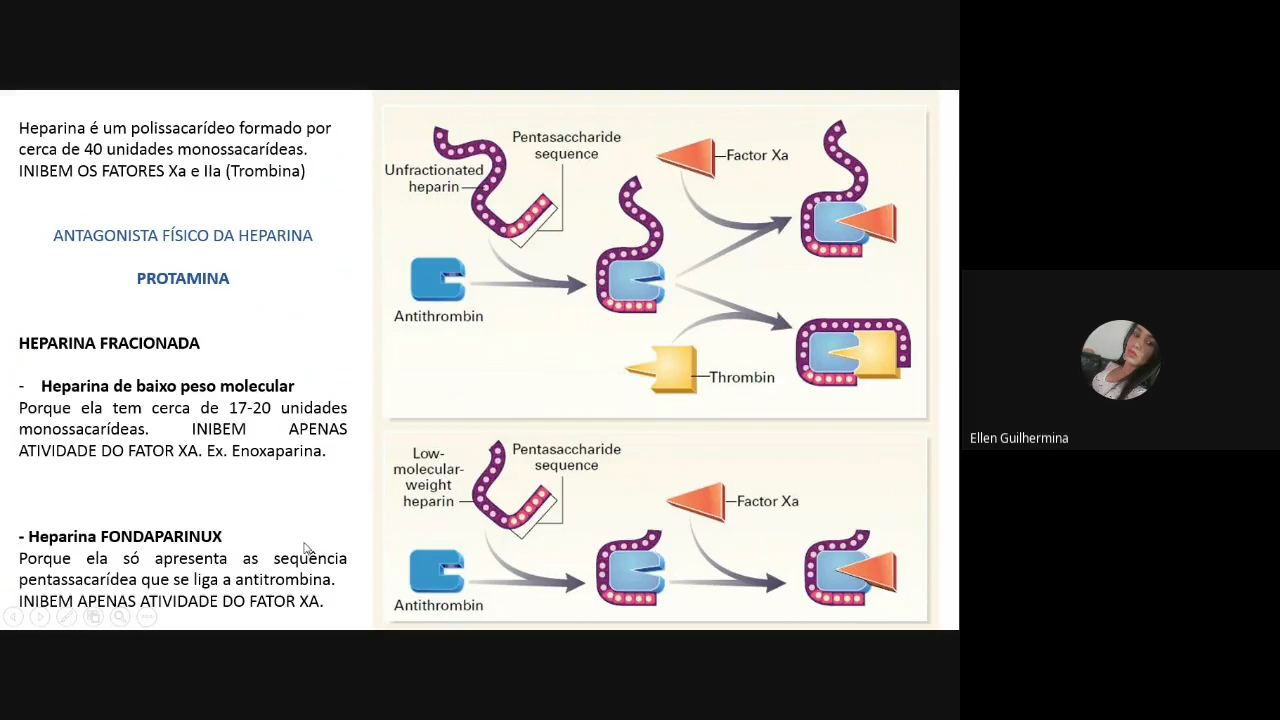 Heparina é um polissacarídeo formado por
cerca de 40 unidades monossacarídeas.
INIBEM OS FATORES Xa e IIa (Trombina)
ANTAGONISTA FÍSICO DA HEPARINA
PROTAMINA
HEPARINA FRACIONADA
- Heparina de baixo peso molecular
Porque ela tem cerca de 17-20 unidades
monossacarídeas. INIBEM APENAS
ATIVIDADE DO FATOR XA. Ex. Enoxaparina.
- Heparina FONDAPARINUX
Porque ela só apresenta as sequência
pentassacarídea que se liga a antitrombina.
INIBEM APENAS ATIVIDADE DO FATOR XA.
Pentasaccharide
sequence
Unfractionated
heparin
Factor Xa
Antithrombin
Thrombin
Low-
molecular-
weight
heparin
Pentasaccharide
sequence
Factor Xa
Antithrombin
Ellen Guilhermina